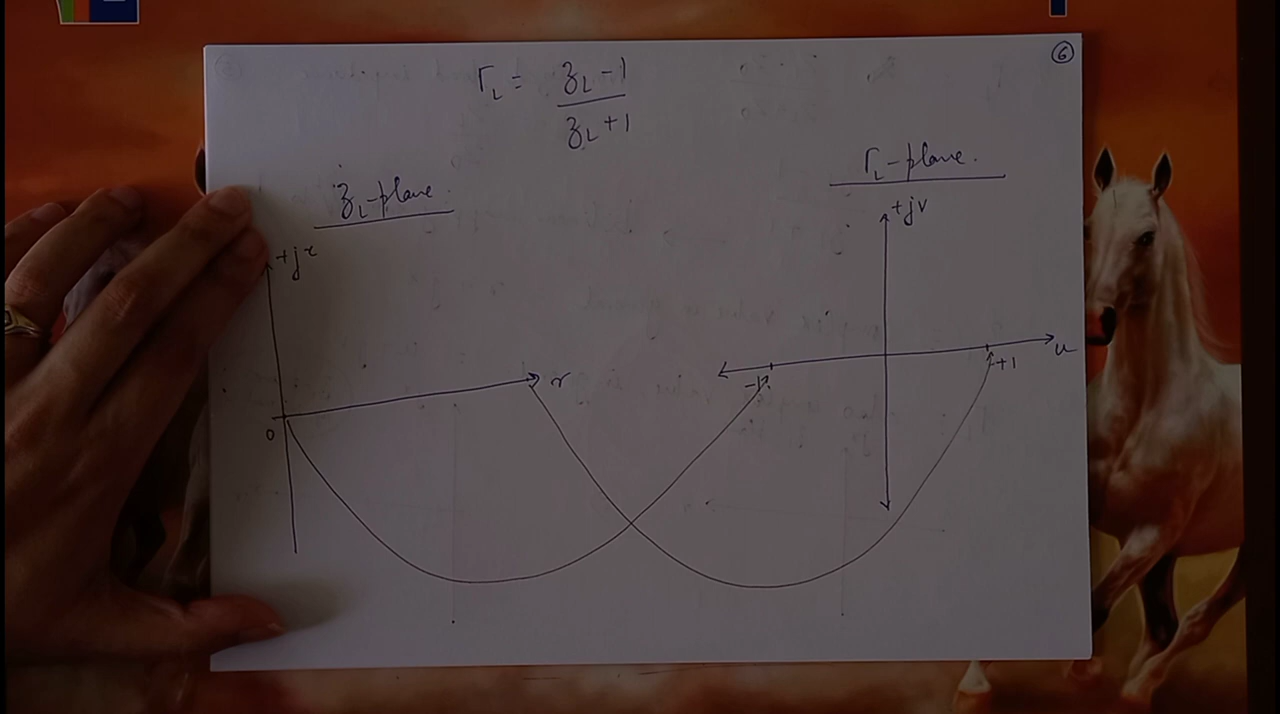 ⑥
Γ_L = (z_L - 1) / (z_L + 1)
z_L-plane.
Γ_L-plane.
+jx
+jv
0
r
-1
+1
u